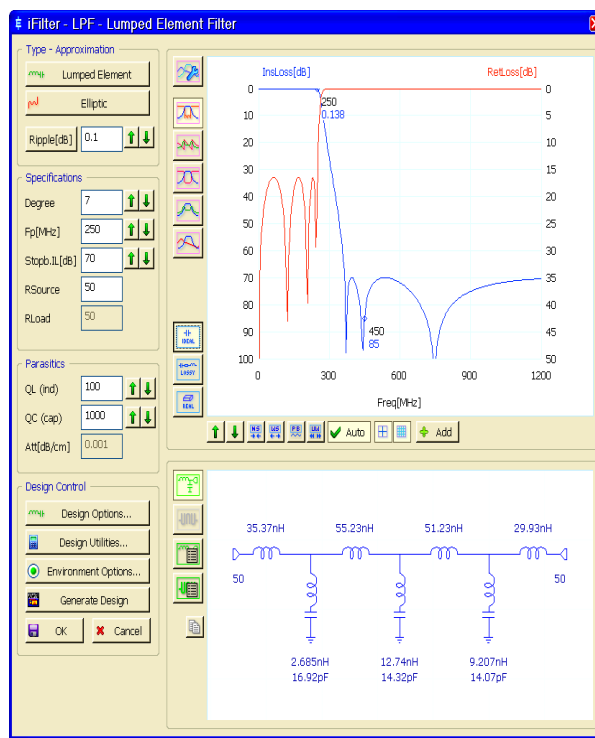 iFilter - LPF - Lumped Element Filter
Type - Approximation
Lumped Element
Elliptic
Ripple[dB] 0.1
Specifications
Degree 7
Fp[MHz] 250
Stopb.IL[dB] 70
RSource 50
RLoad 50
Parasitics
QL (ind) 100
QC (cap) 1000
Att[dB/cm] 0.001
Design Control
Design Options...
Design Utilities...
Environment Options...
Generate Design
OK Cancel
IDEAL
LOSSY
REAL
InsLoss[dB] RetLoss[dB]
0 0
10 5
20 10
30 15
40 20
50 25
60 30
70 35
80 40
90 45
100 50
250
0.138
450
85
0 300 600 900 1200
Freq[MHz]
Auto Add
35.37nH 55.23nH 51.23nH 29.93nH
50 50
2.685nH 12.74nH 9.207nH
16.92pF 14.32pF 14.07pF